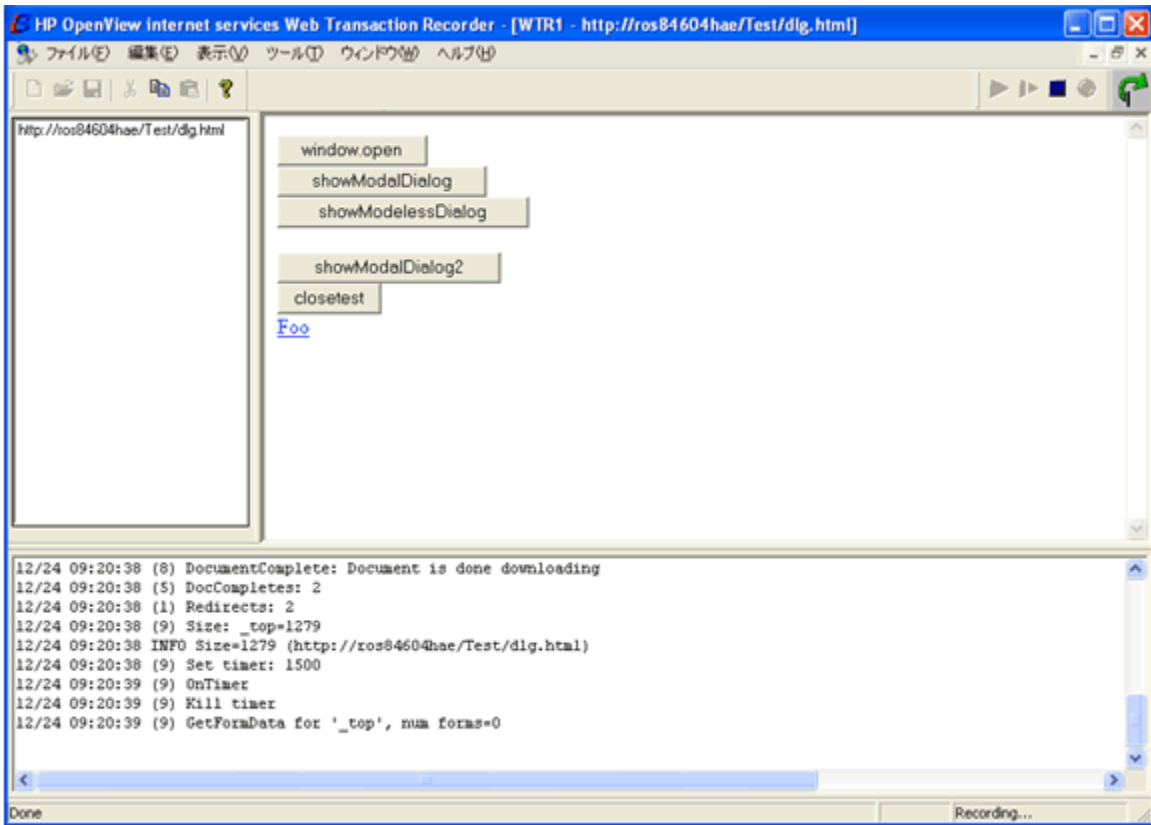 HP OpenView internet services Web Transaction Recorder - [WTR1 - http://ros84604hae/Test/dlg.html]
ファイル(F) 編集(E) 表示(V) ツール(T) ウィンドウ(W) ヘルプ(H)
http://ros84604hae/Test/dlg.html
window.open
showModalDialog
showModelessDialog
showModalDialog2
closetest
Foo
12/24 09:20:38 (8) DocumentComplete: Document is done downloading
12/24 09:20:38 (5) DocCompletes: 2
12/24 09:20:38 (1) Redirects: 2
12/24 09:20:38 (9) Size: _top=1279
12/24 09:20:38 INFO Size=1279 (http://ros84604hae/Test/dlg.html)
12/24 09:20:38 (9) Set timer: 1500
12/24 09:20:39 (9) OnTimer
12/24 09:20:39 (9) Kill timer
12/24 09:20:39 (9) GetFormData for '_top', num forms=0
Done
Recording...